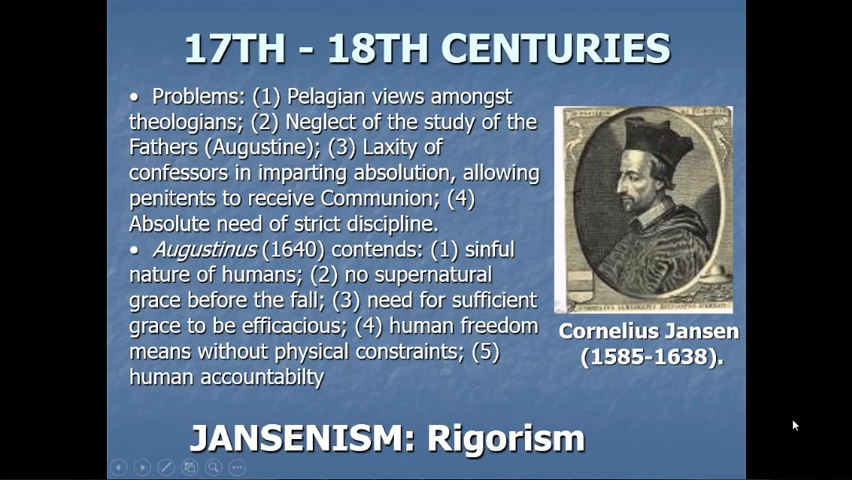 17TH - 18TH CENTURIES
• Problems: (1) Pelagian views amongst
theologians; (2) Neglect of the study of the
Fathers (Augustine); (3) Laxity of
confessors in imparting absolution, allowing
penitents to receive Communion; (4)
Absolute need of strict discipline.
• Augustinus (1640) contends: (1) sinful
nature of humans; (2) no supernatural
grace before the fall; (3) need for sufficient
grace to be efficacious; (4) human freedom
means without physical constraints; (5)
human accountabilty
Cornelius Jansen
(1585-1638).
JANSENISM: Rigorism